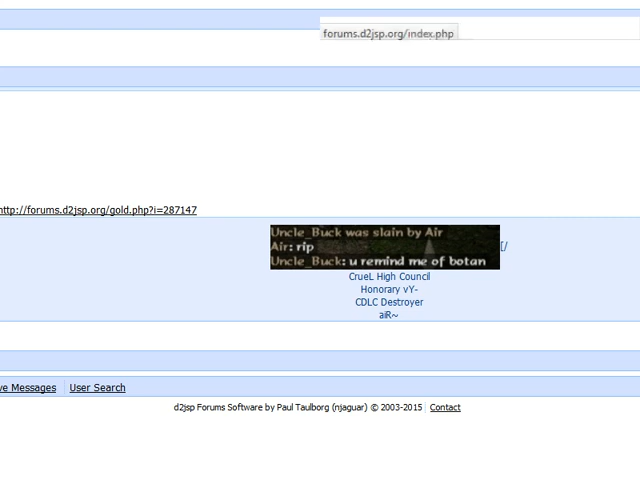 forums.d2jsp.org/index.php
http://forums.d2jsp.org/gold.php?i=287147
Uncle_Buck was slain by Air
Air: rip
Uncle_Buck: u remind me of botan
[/
CrueL High Council
Honorary vY-
CDLC Destroyer
aiR~
ve Messages User Search
d2jsp Forums Software by Paul Taulborg (njaguar) © 2003-2015 Contact